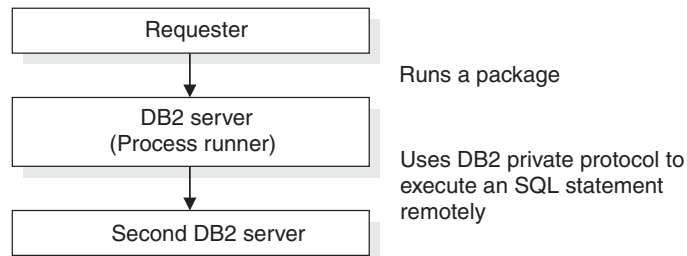 Requester
Runs a package
DB2 server
(Process runner)
Uses DB2 private protocol to
execute an SQL statement
remotely
Second DB2 server